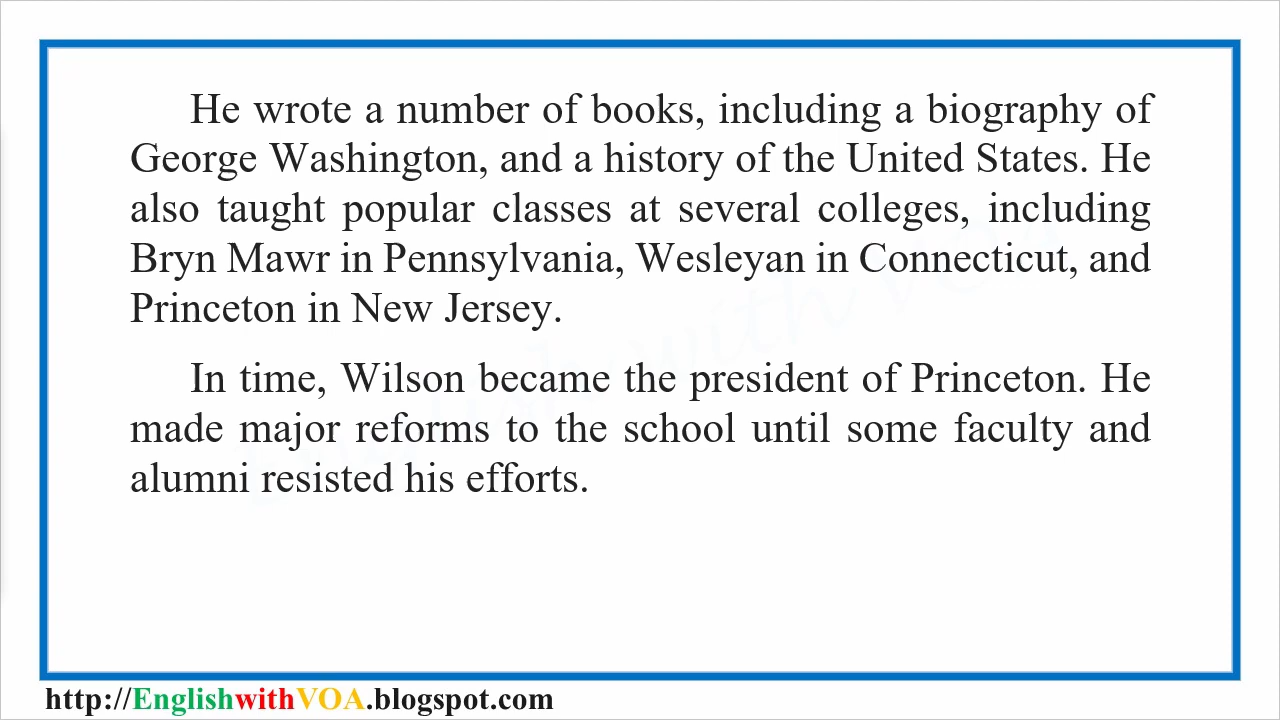 He wrote a number of books, including a biography of
George Washington, and a history of the United States. He
also taught popular classes at several colleges, including
Bryn Mawr in Pennsylvania, Wesleyan in Connecticut, and
Princeton in New Jersey.
In time, Wilson became the president of Princeton. He
made major reforms to the school until some faculty and
alumni resisted his efforts.
http://EnglishwithVOA.blogspot.com